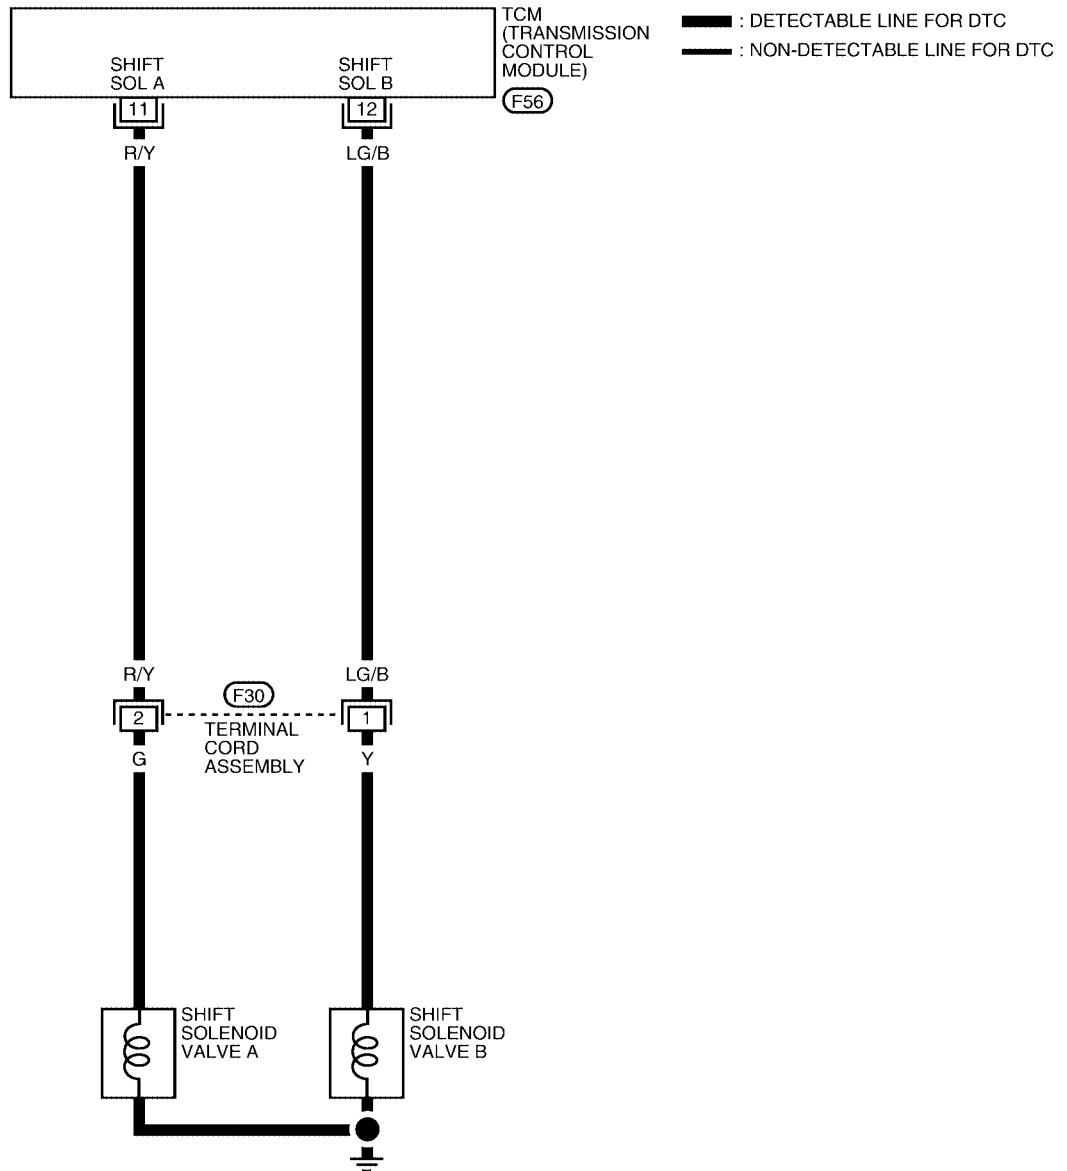 TCM
(TRANSMISSION
CONTROL
MODULE)
F56
: DETECTABLE LINE FOR DTC
: NON-DETECTABLE LINE FOR DTC
SHIFT
SOL A
SHIFT
SOL B
11
12
R/Y
LG/B
R/Y
LG/B
F30
2
1
TERMINAL
CORD
ASSEMBLY
G
Y
SHIFT
SOLENOID
VALVE A
SHIFT
SOLENOID
VALVE B